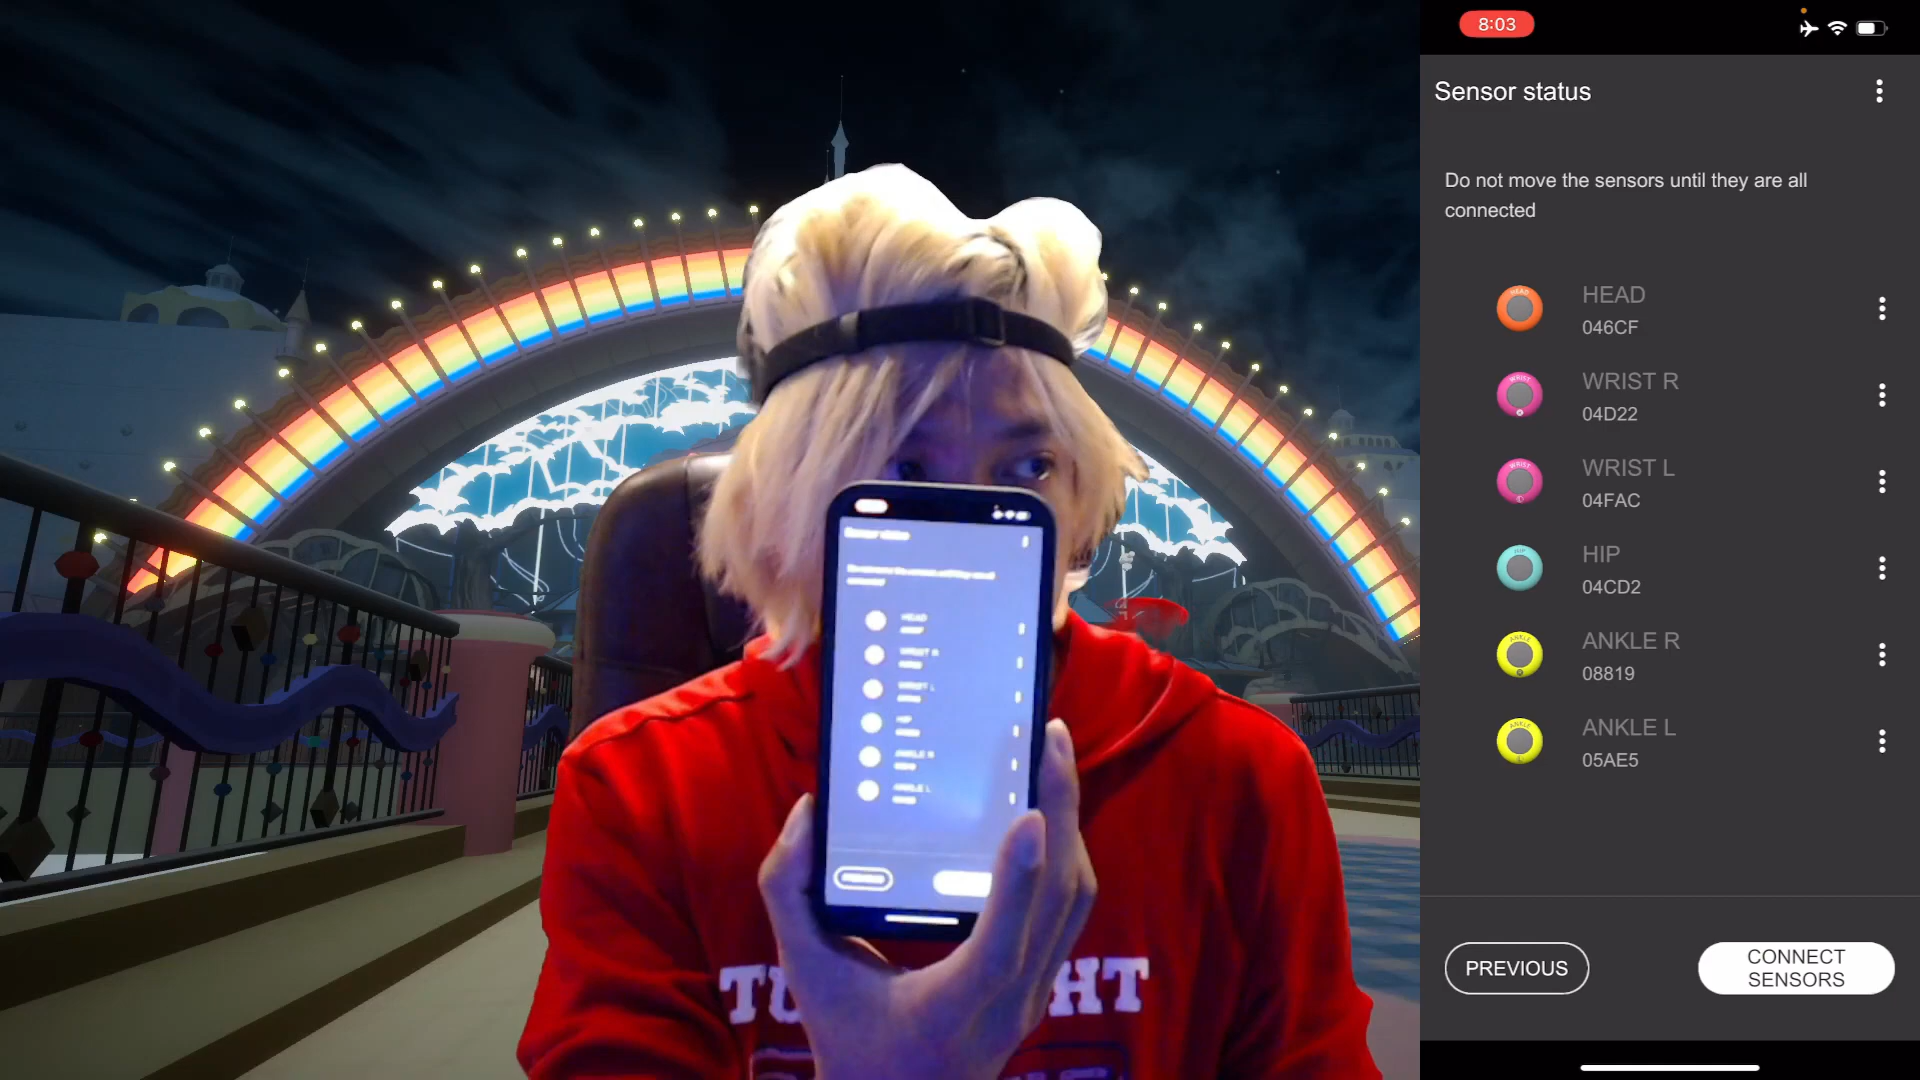 8:03
Sensor status
Do not move the sensors until they are all
connected
HEAD
046CF
WRIST R
04D22
WRIST L
04FAC
HIP
04CD2
ANKLE R
08819
ANKLE L
05AE5
PREVIOUS
CONNECT
SENSORS